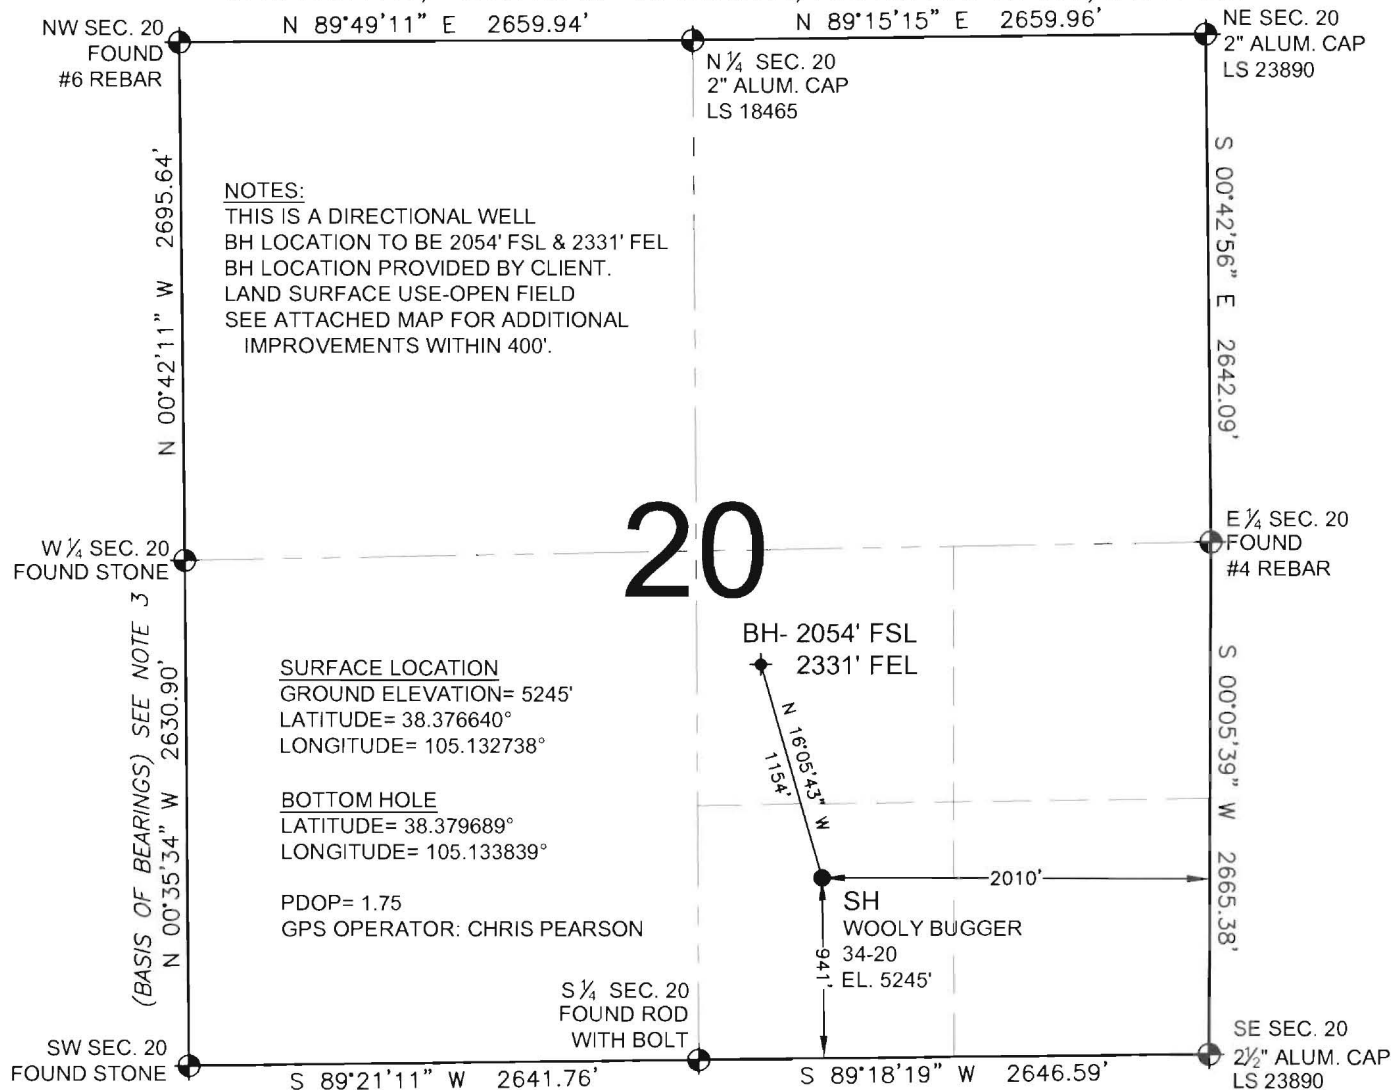 N 89°49'11" E 2659.94'
N 89°15'15" E 2659.96'
NW SEC. 20
FOUND
#6 REBAR
N ¼ SEC. 20
2" ALUM. CAP
LS 18465
NE SEC. 20
2" ALUM. CAP
LS 23890
N 00°42'11" W 2695.64'
S 00°42'56" E 2642.09'
NOTES:
THIS IS A DIRECTIONAL WELL
BH LOCATION TO BE 2054' FSL & 2331' FEL
BH LOCATION PROVIDED BY CLIENT.
LAND SURFACE USE-OPEN FIELD
SEE ATTACHED MAP FOR ADDITIONAL
IMPROVEMENTS WITHIN 400'.
20
W ¼ SEC. 20
FOUND STONE
E ¼ SEC. 20
FOUND
#4 REBAR
(BASIS OF BEARINGS) SEE NOTE 3
N 00°35'34" W 2630.90'
SURFACE LOCATION
GROUND ELEVATION= 5245'
LATITUDE= 38.376640°
LONGITUDE= 105.132738°
BOTTOM HOLE
LATITUDE= 38.379689°
LONGITUDE= 105.133839°
PDOP= 1.75
GPS OPERATOR: CHRIS PEARSON
BH- 2054' FSL
2331' FEL
N 16°05'43" W
1154'
S 00°05'39" W 2665.38'
2010'
SH
WOOLY BUGGER
34-20
EL. 5245'
941'
S ¼ SEC. 20
FOUND ROD
WITH BOLT
SW SEC. 20
FOUND STONE
SE SEC. 20
2½" ALUM. CAP
LS 23890
S 89°21'11" W 2641.76'
S 89°18'19" W 2646.59'